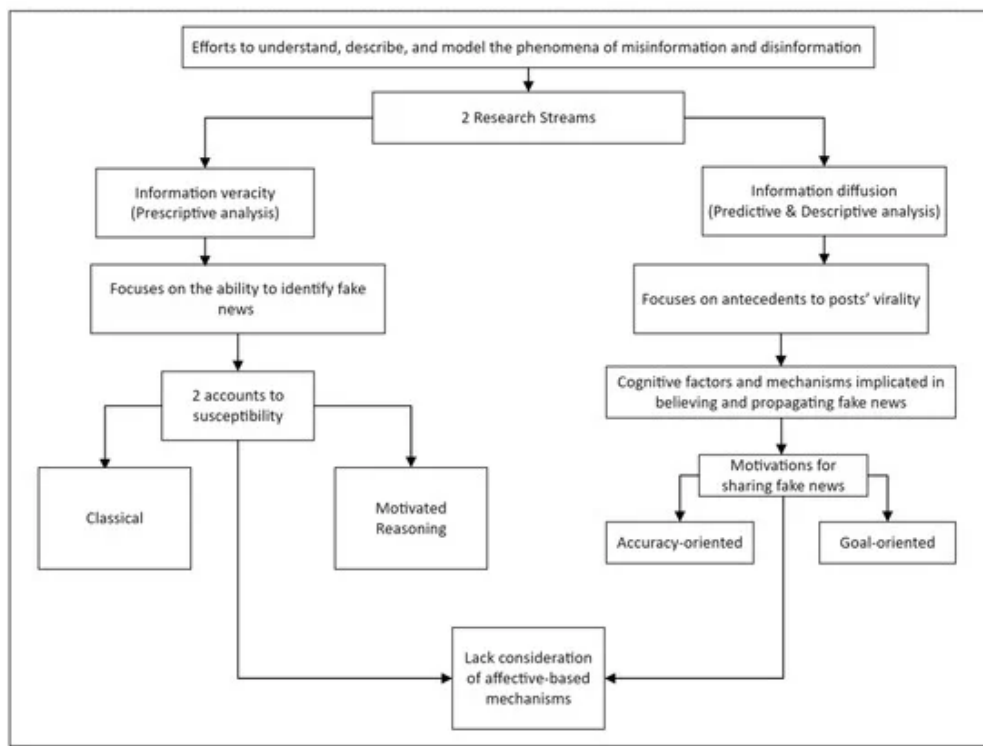 Efforts to understand, describe, and model the phenomena of misinformation and disinformation
2 Research Streams
Information veracity
(Prescriptive analysis)
Information diffusion
(Predictive & Descriptive analysis)
Focuses on the ability to identify fake
news
Focuses on antecedents to posts’ virality
2 accounts to
susceptibility
Cognitive factors and mechanisms implicated in
believing and propagating fake news
Classical
Motivated
Reasoning
Motivations for
sharing fake news
Accuracy-oriented
Goal-oriented
Lack consideration
of affective-based
mechanisms